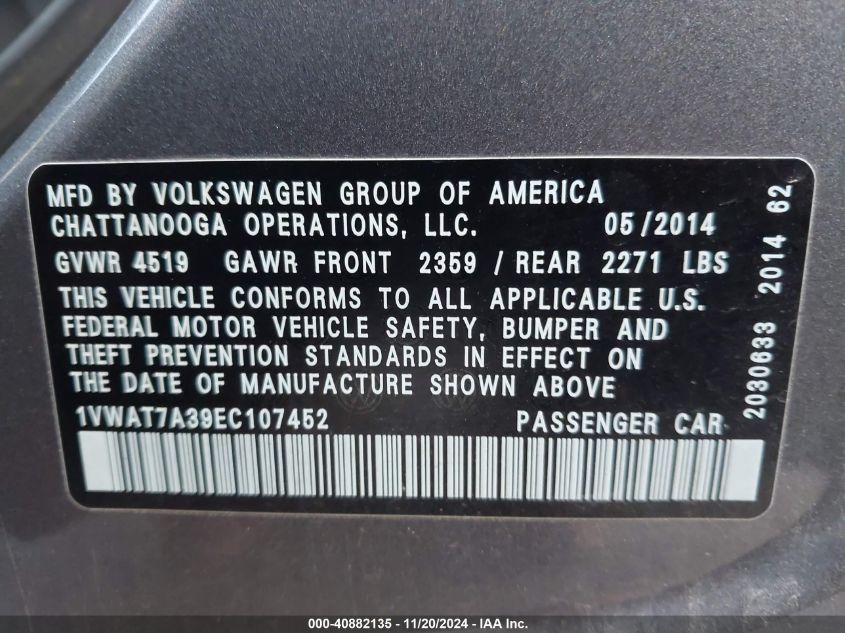 MFD BY VOLKSWAGEN GROUP OF AMERICA
CHATTANOOGA OPERATIONS, LLC. 05/2014
GVWR 4519 GAWR FRONT 2359 / REAR 2271 LBS
THIS VEHICLE CONFORMS TO ALL APPLICABLE U.S.
FEDERAL MOTOR VEHICLE SAFETY, BUMPER AND
THEFT PREVENTION STANDARDS IN EFFECT ON
THE DATE OF MANUFACTURE SHOWN ABOVE
1VWAT7A39EC107452 PASSENGER CAR
2030633 2014 62
000-40882135 - 11/20/2024 - IAA Inc.